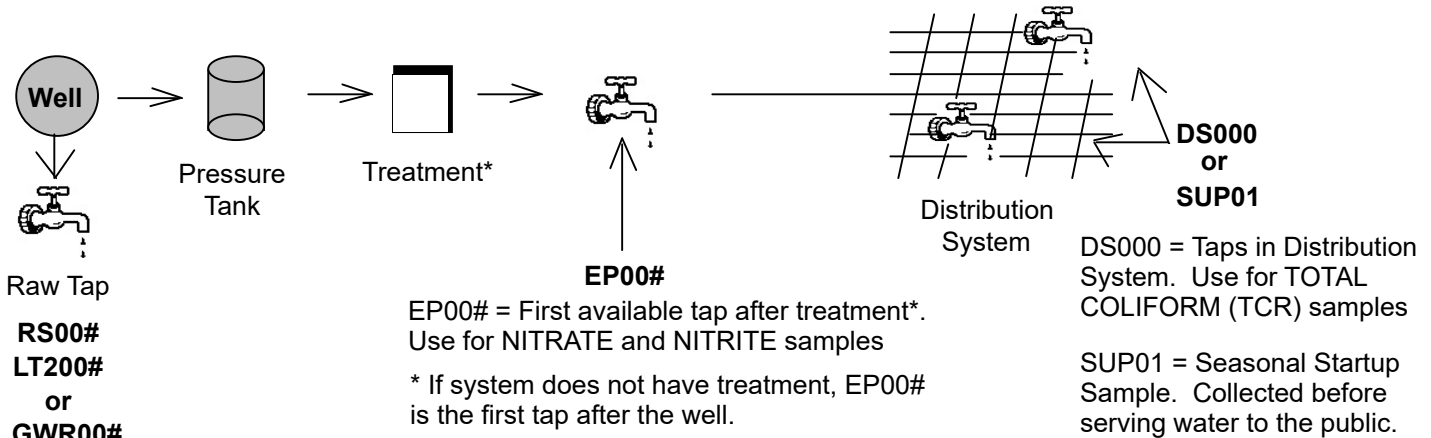 Well
Pressure
Tank
Treatment*
Raw Tap
RS00#
LT200#
or
GWR00#
EP00#
EP00# = First available tap after treatment*.
Use for NITRATE and NITRITE samples
* If system does not have treatment, EP00#
is the first tap after the well.
Distribution
System
DS000
or
SUP01
DS000 = Taps in Distribution
System. Use for TOTAL
COLIFORM (TCR) samples
SUP01 = Seasonal Startup
Sample. Collected before
serving water to the public.